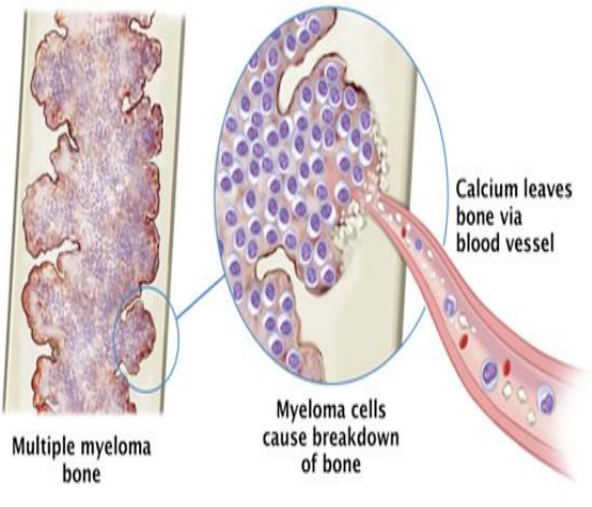 Multiple myeloma
bone
Myeloma cells
cause breakdown
of bone
Calcium leaves
bone via
blood vessel